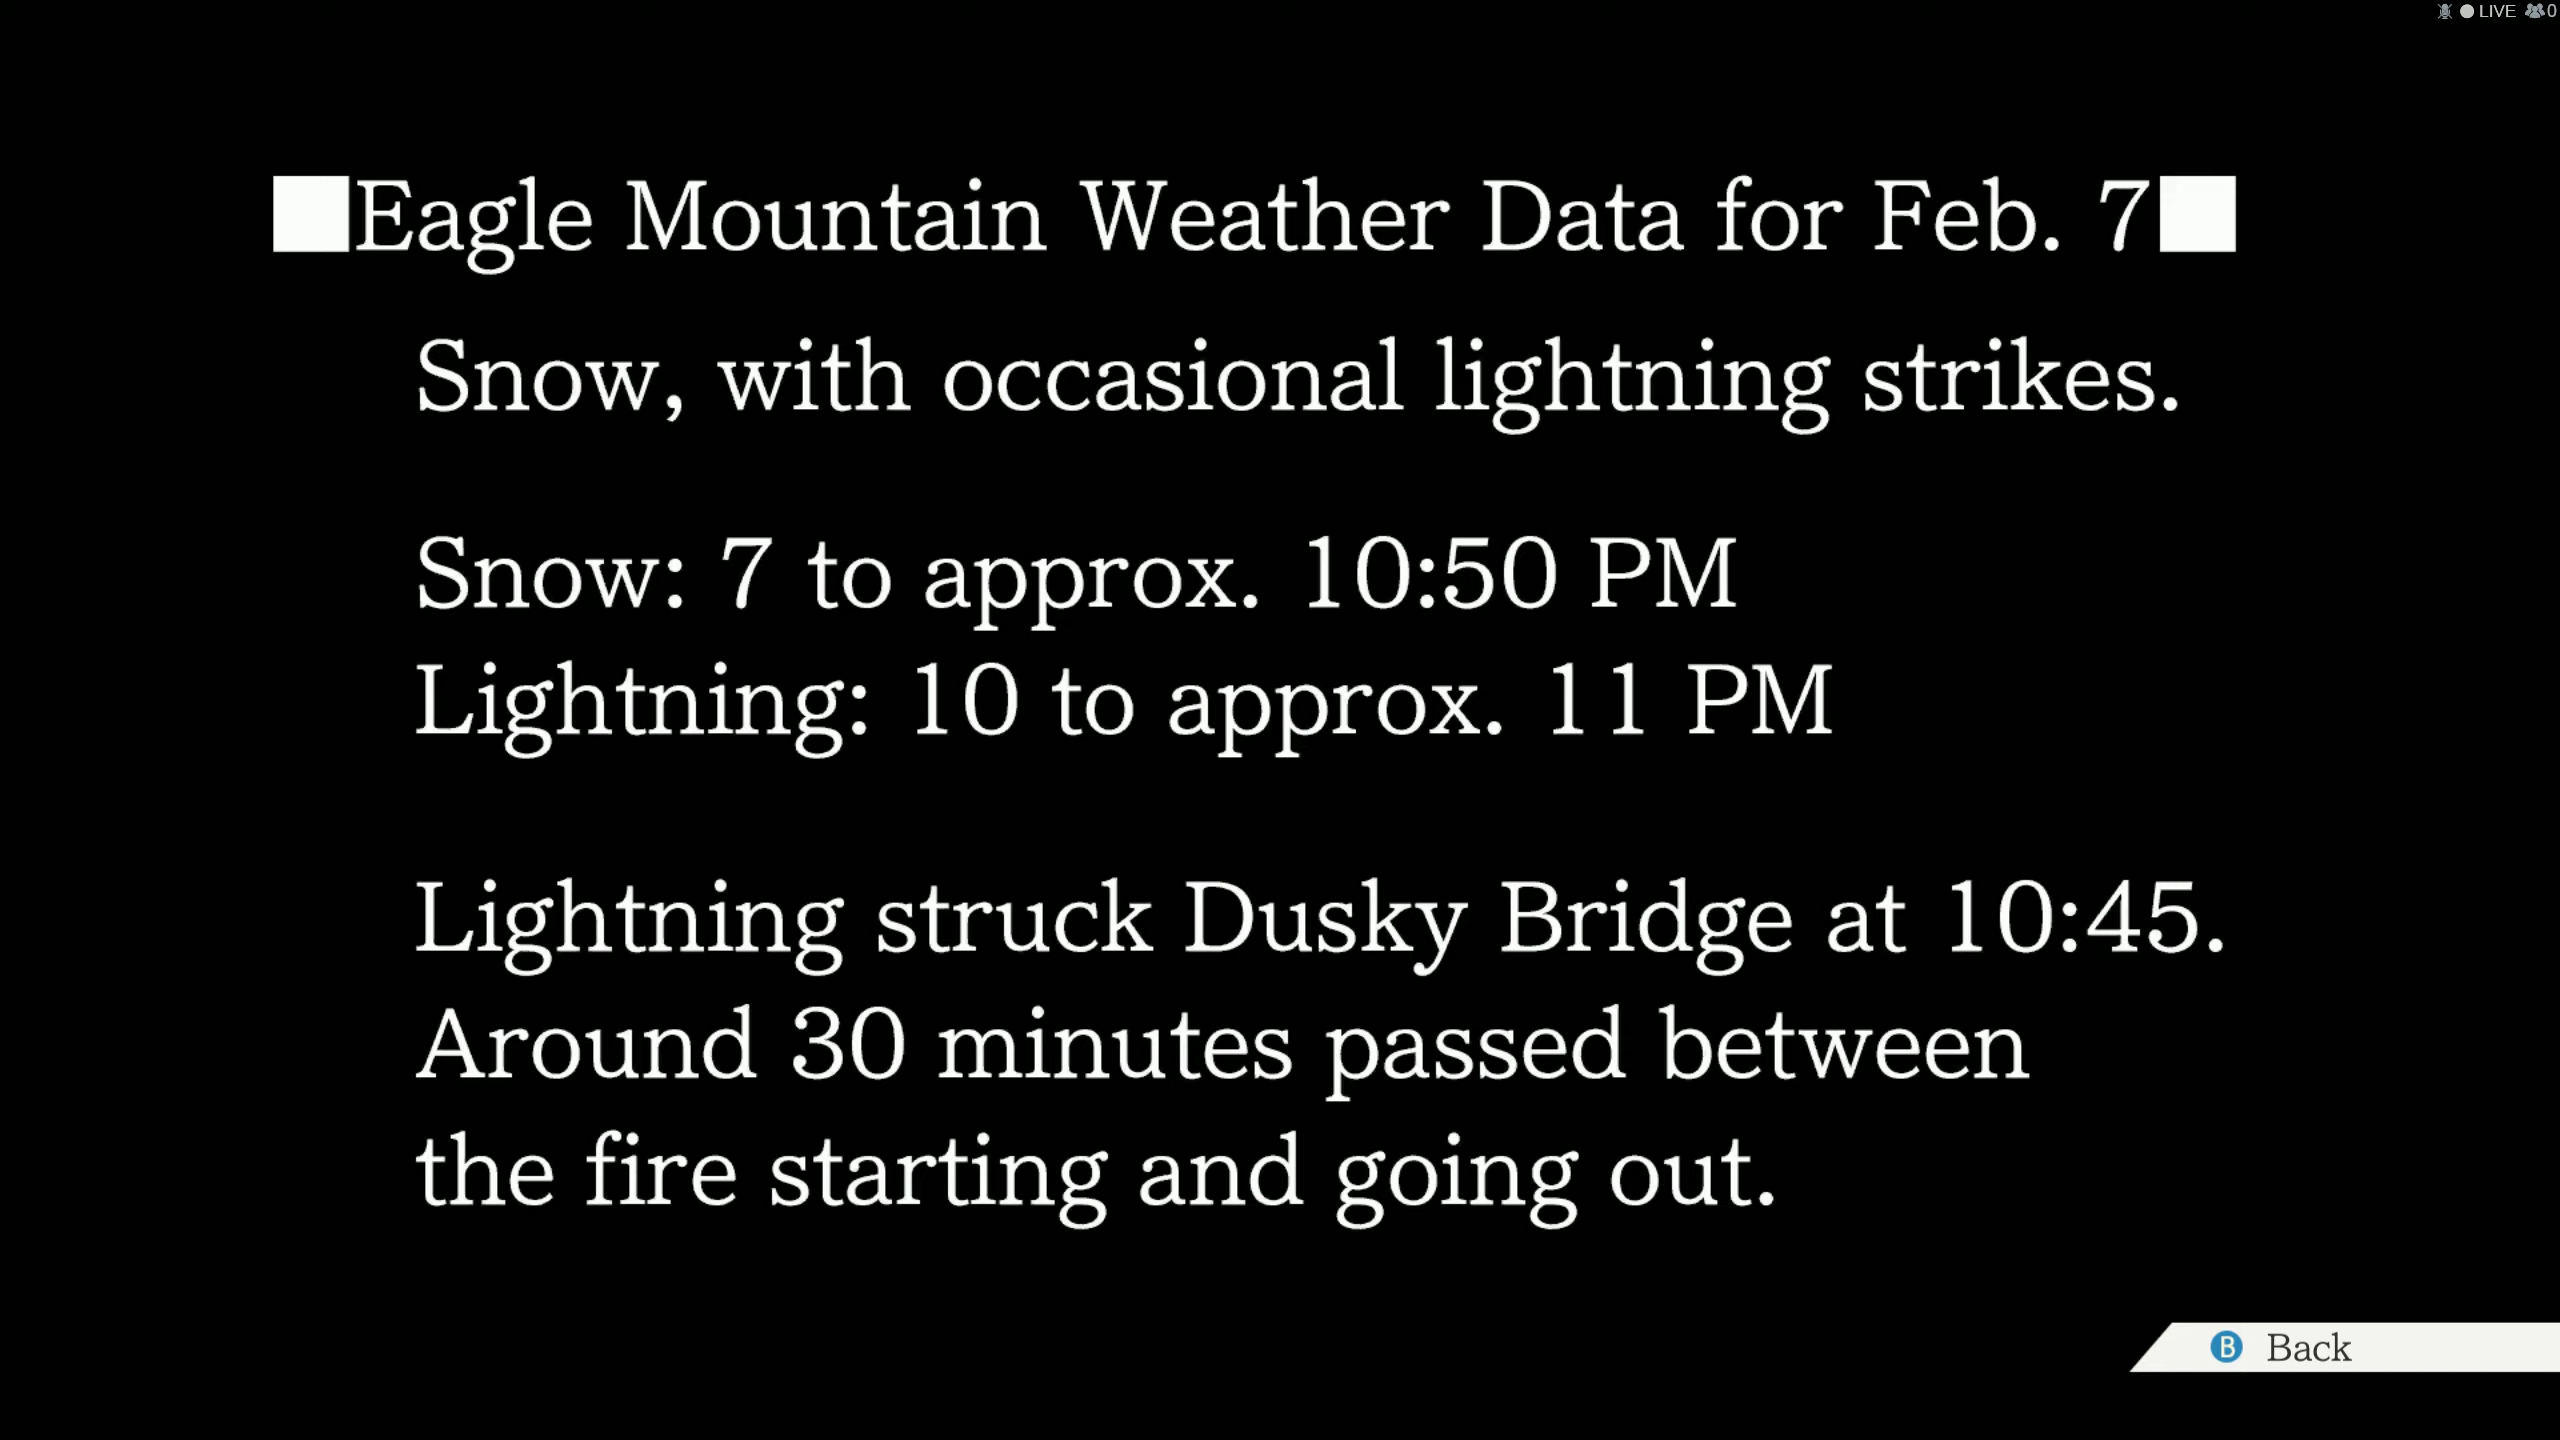 LIVE 0
■Eagle Mountain Weather Data for Feb. 7■
Snow, with occasional lightning strikes.
Snow: 7 to approx. 10:50 PM
Lightning: 10 to approx. 11 PM
Lightning struck Dusky Bridge at 10:45.
Around 30 minutes passed between
the fire starting and going out.
B Back